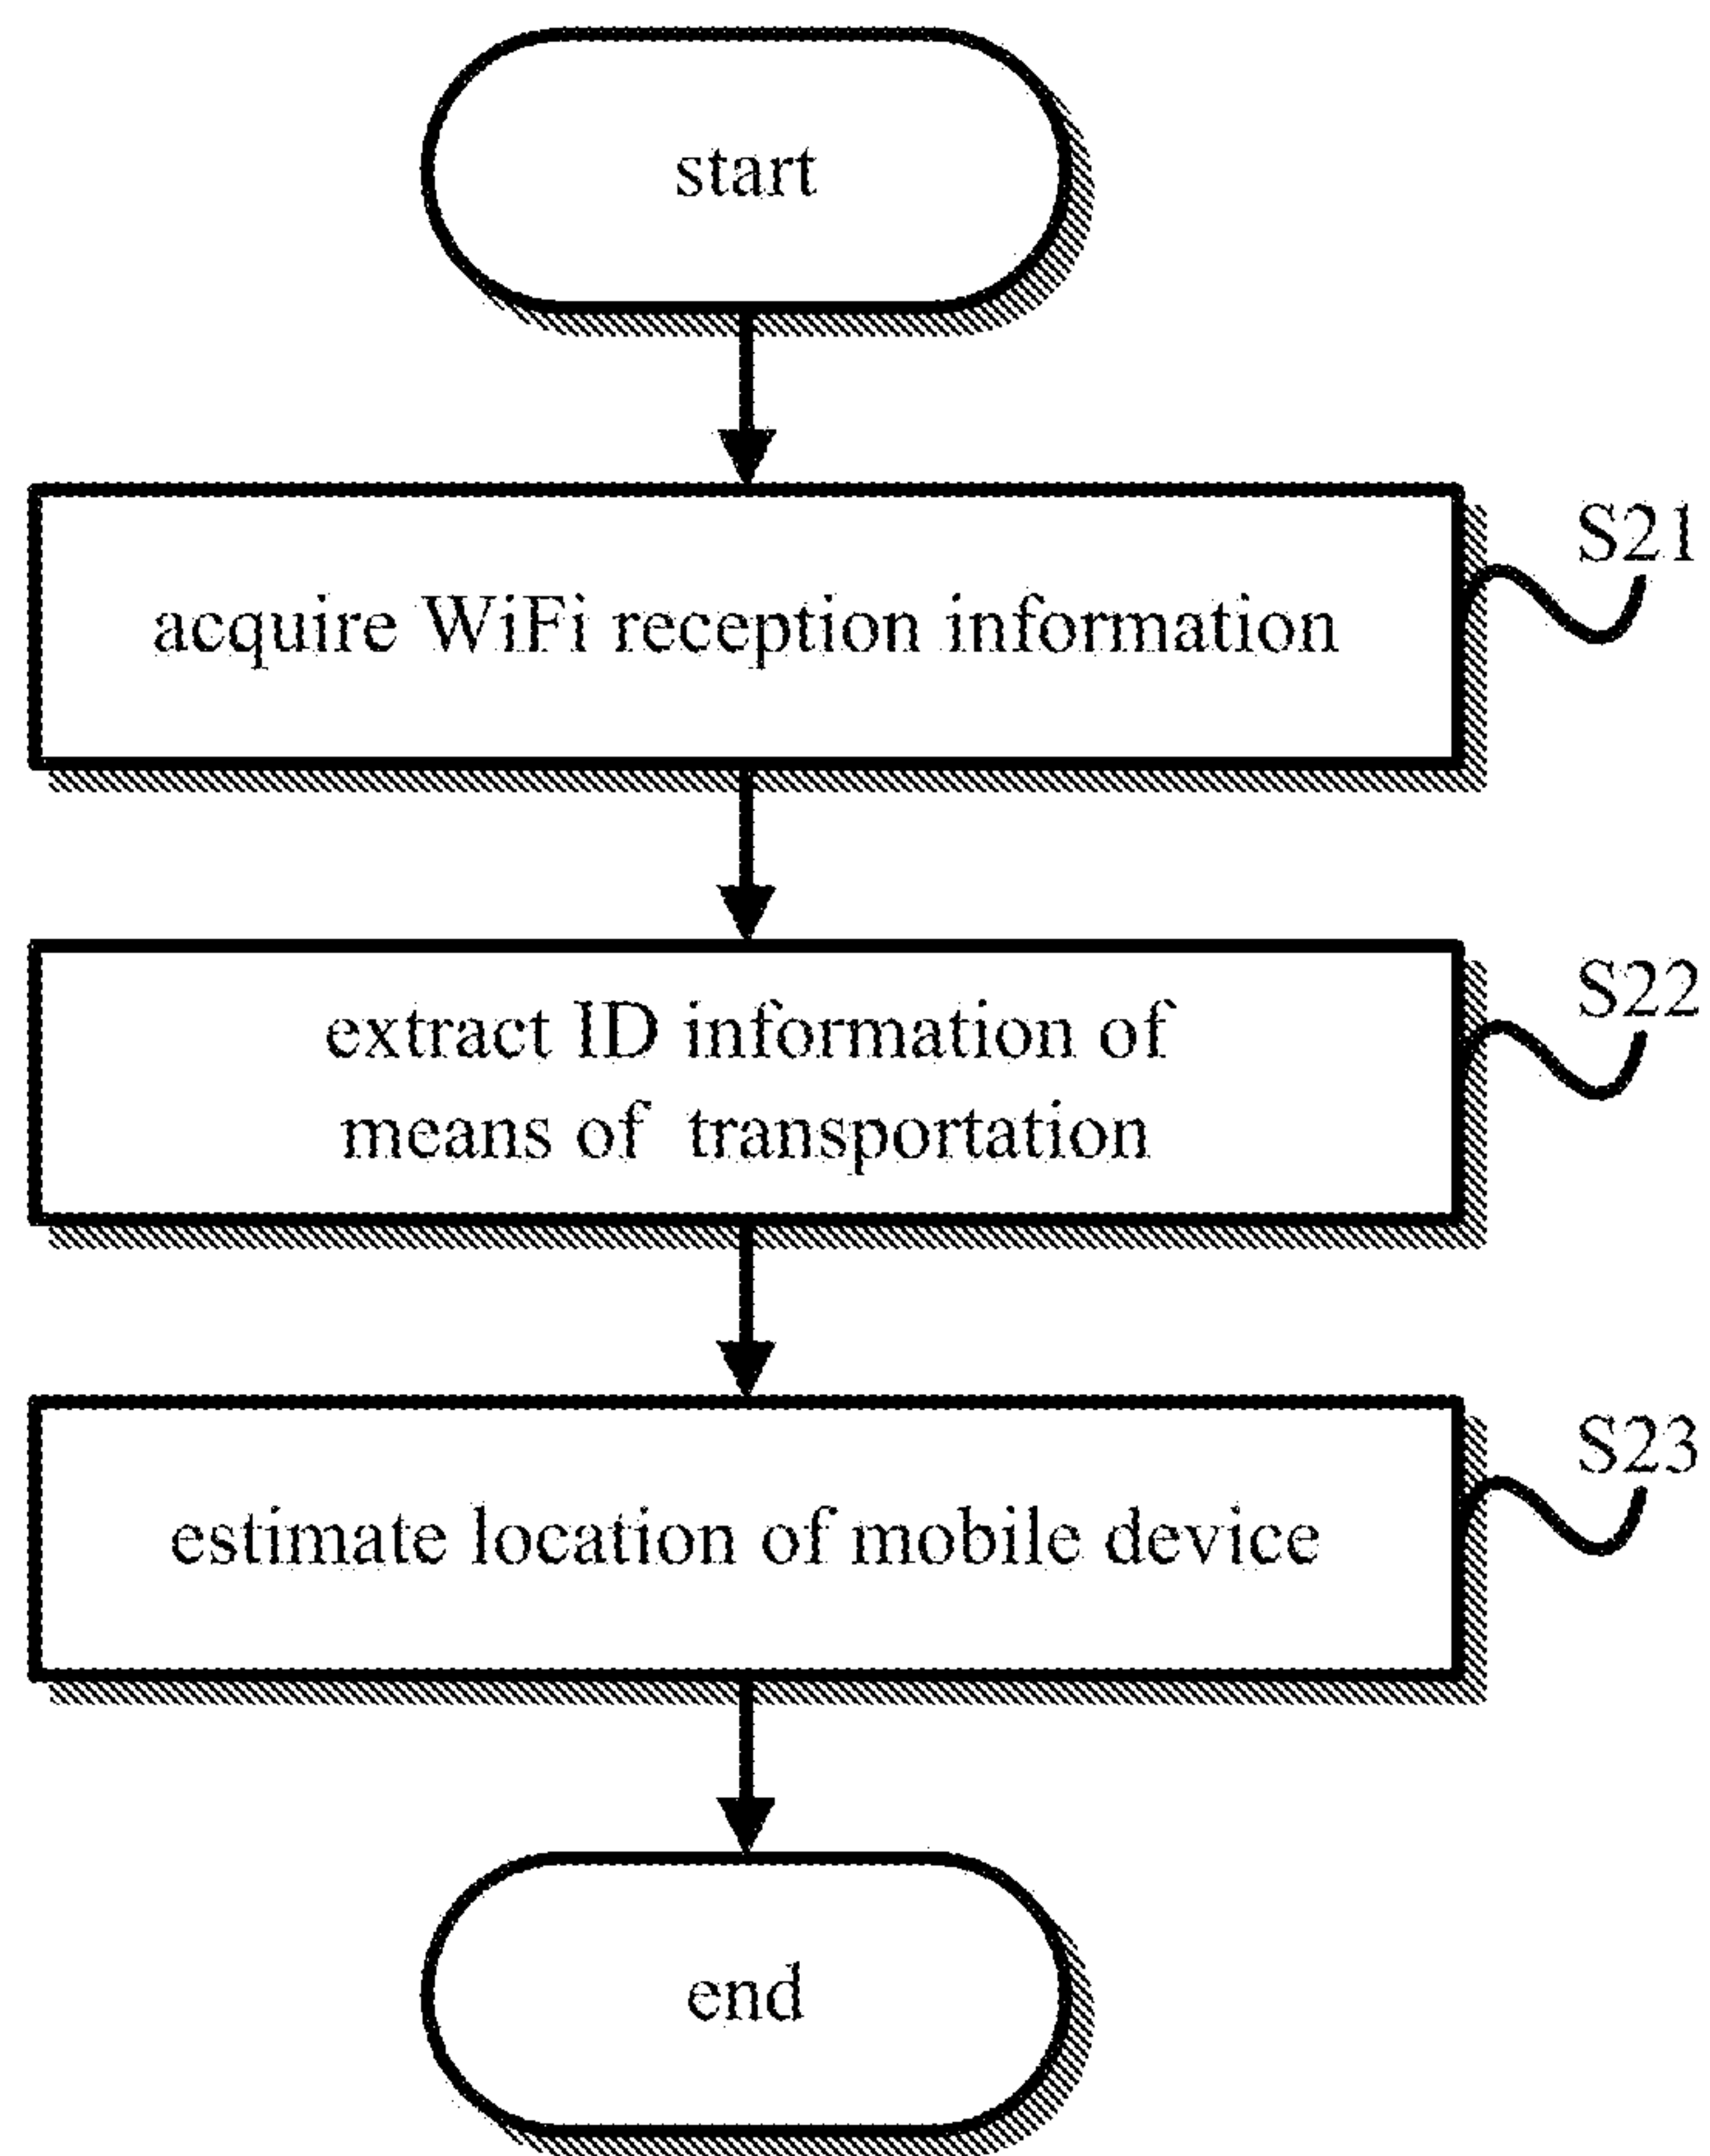 start
S21
acquire WiFi reception information
S22
extract ID information of
means of transportation
S23
estimate location of mobile device
end